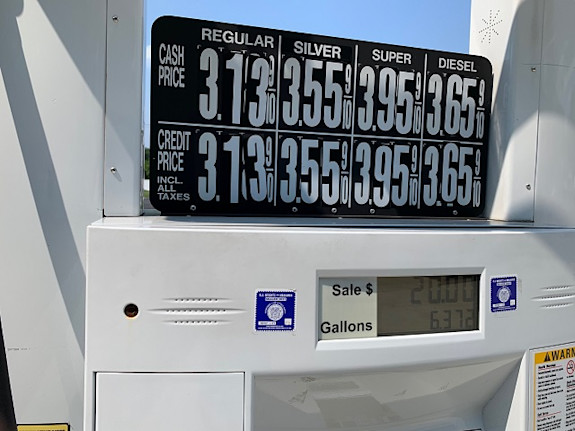 REGULAR SILVER SUPER DIESEL
CASH PRICE 3.13 9/10 3.55 9/10 3.95 9/10 3.65 9/10
CREDIT PRICE INCL. ALL TAXES 3.13 9/10 3.55 9/10 3.95 9/10 3.65 9/10
Sale $ 20.00
Gallons 6.372
WARN